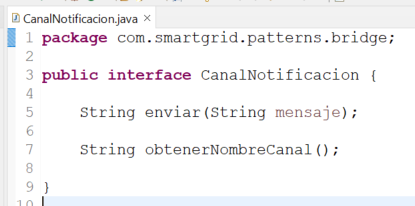 CanalNotificacion.java
1 package com.smartgrid.patterns.bridge;
2
3 public interface CanalNotificacion {
4
5 String enviar(String mensaje);
6
7 String obtenerNombreCanal();
8
9 }
10